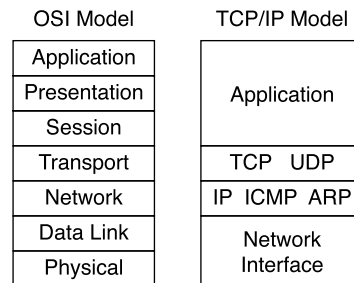 OSI Model
Application
Presentation
Session
Transport
Network
Data Link
Physical
TCP/IP Model
Application
TCP UDP
IP ICMP ARP
Network
Interface